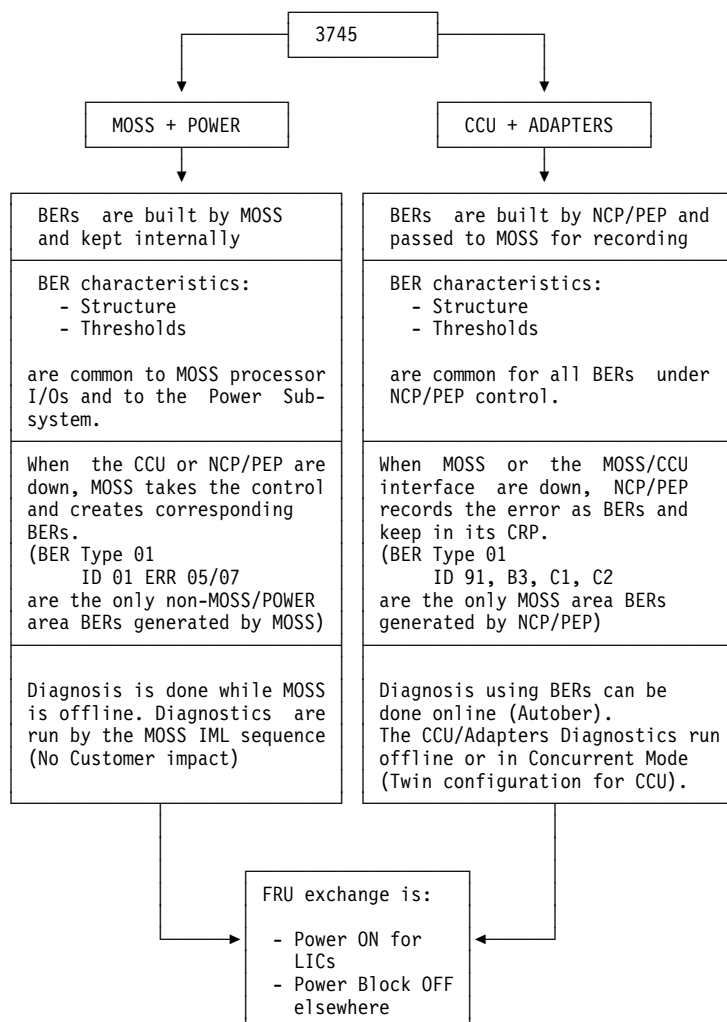 3745
MOSS + POWER
CCU + ADAPTERS
BERs are built by MOSS
and kept internally
BER characteristics:
- Structure
- Thresholds
are common to MOSS processor
I/Os and to the Power Sub-
system.
When the CCU or NCP/PEP are
down, MOSS takes the control
and creates corresponding
BERs.
(BER Type 01
ID 01 ERR 05/07
are the only non-MOSS/POWER
area BERs generated by MOSS)
Diagnosis is done while MOSS
is offline. Diagnostics are
run by the MOSS IML sequence
(No Customer impact)
BERs are built by NCP/PEP and
passed to MOSS for recording
BER characteristics:
- Structure
- Thresholds
are common for all BERs under
NCP/PEP control.
When MOSS or the MOSS/CCU
interface are down, NCP/PEP
records the error as BERs and
keep in its CRP.
(BER Type 01
ID 91, B3, C1, C2
are the only MOSS area BERs
generated by NCP/PEP)
Diagnosis using BERs can be
done online (Autober).
The CCU/Adapters Diagnostics run
offline or in Concurrent Mode
(Twin configuration for CCU).
FRU exchange is:
- Power ON for
LICs
- Power Block OFF
elsewhere